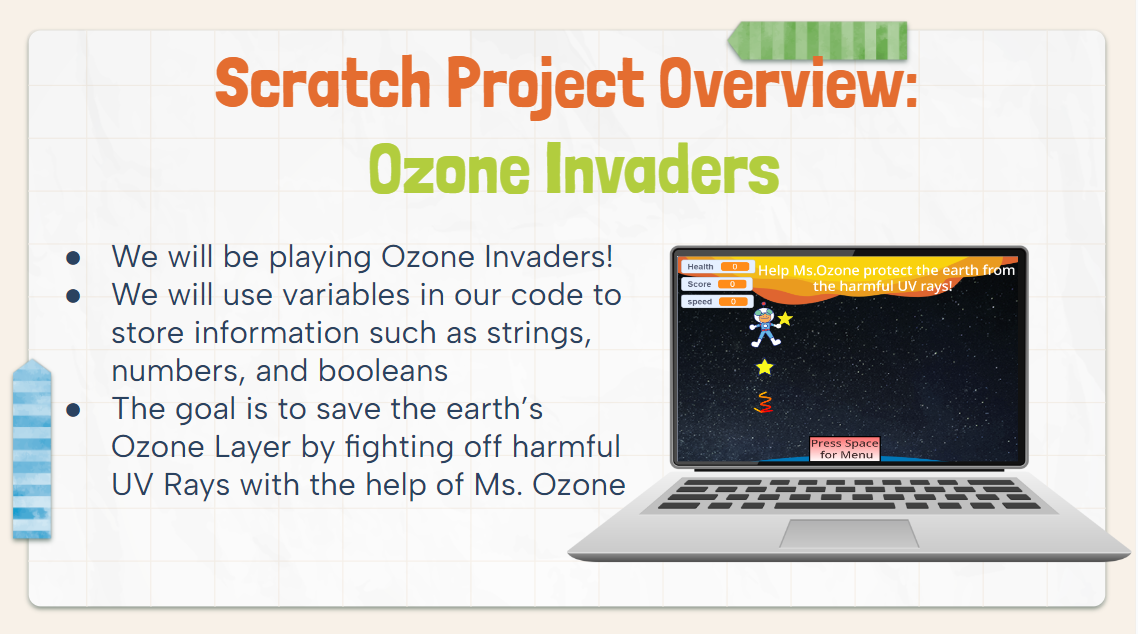 Scratch Project Overview:
Ozone Invaders
● We will be playing Ozone Invaders!
● We will use variables in our code to
store information such as strings,
numbers, and booleans
● The goal is to save the earth's
Ozone Layer by fighting off harmful
UV Rays with the help of Ms. Ozone
Health 0
Score 0
speed 0
Help Ms.Ozone protect the earth from
the harmful UV rays!
Press Space
for Menu